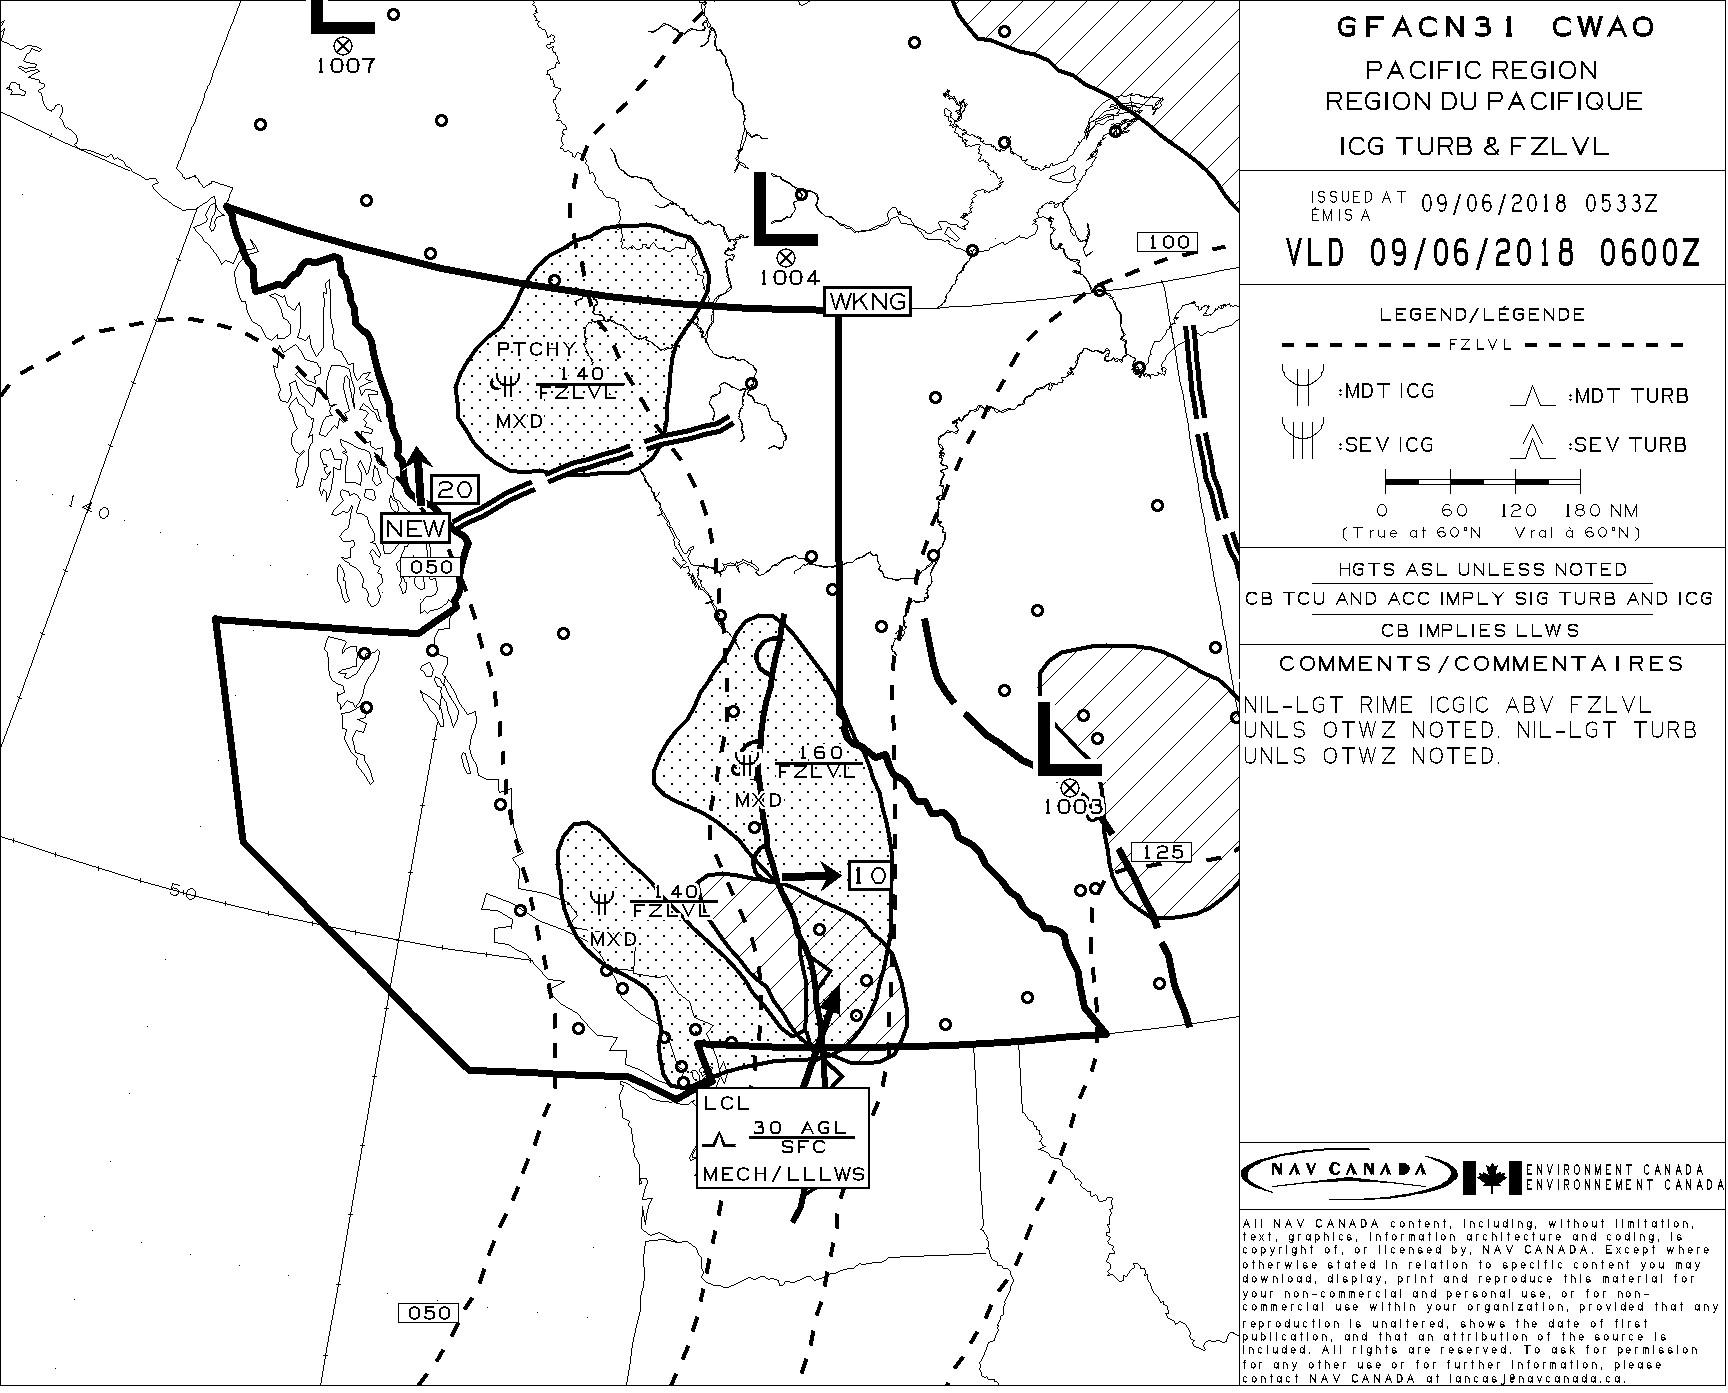 1007
1004
WKNG
100
PTCHY
140
FZLVL
MXD
20
NEW
050
140
160
FZLVL
MXD
10
140
FZLVL
MXD
50
1003
125
LCL
30 AGL
SFC
MECH/LLLWS
050
GFACN31 CWAO
PACIFIC REGION
REGION DU PACIFIQUE
ICG TURB & FZLVL
ISSUED AT
ÉMIS A
09/06/2018 0533Z
VLD 09/06/2018 0600Z
LEGEND/LÉGENDE
FZLVL
:MDT ICG
:MDT TURB
:SEV ICG
:SEV TURB
0 60 120 180 NM
(True at 60°N Vrai à 60°N)
HGTS ASL UNLESS NOTED
CB TCU AND ACC IMPLY SIG TURB AND ICG
CB IMPLIES LLWS
COMMENTS/COMMENTAIRES
NIL-LGT RIME ICGIC ABV FZLVL
UNLS OTWZ NOTED. NIL-LGT TURB
UNLS OTWZ NOTED.
NAV CANADA
ENVIRONMENT CANADA
ENVIRONNEMENT CANADA
All NAV CANADA content, including, without limitation,
text, graphics, information architecture and coding, is
copyright of, or licensed by, NAV CANADA. Except where
otherwise stated in relation to specific content you may
download, display, print and reproduce this material for
your non-commercial and personal use, or for non-
commercial use within your organization, provided that any
reproduction is unaltered, shows the date of first
publication, and that an attribution of the source is
included. All rights are reserved. To ask for permission
for any other use or for further information, please
contact NAV CANADA at lancasj@navcanada.ca.